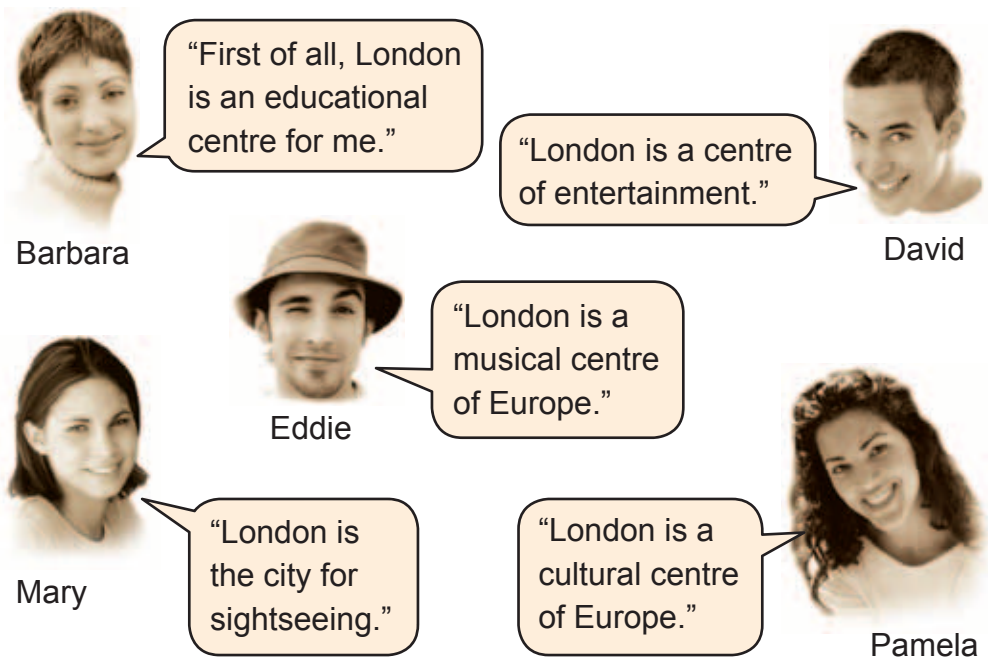 “First of all, London
is an educational
centre for me.”
Barbara
“London is a centre
of entertainment.”
David
“London is a
musical centre
of Europe.”
Eddie
“London is
the city for
sightseeing.”
Mary
“London is a
cultural centre
of Europe.”
Pamela